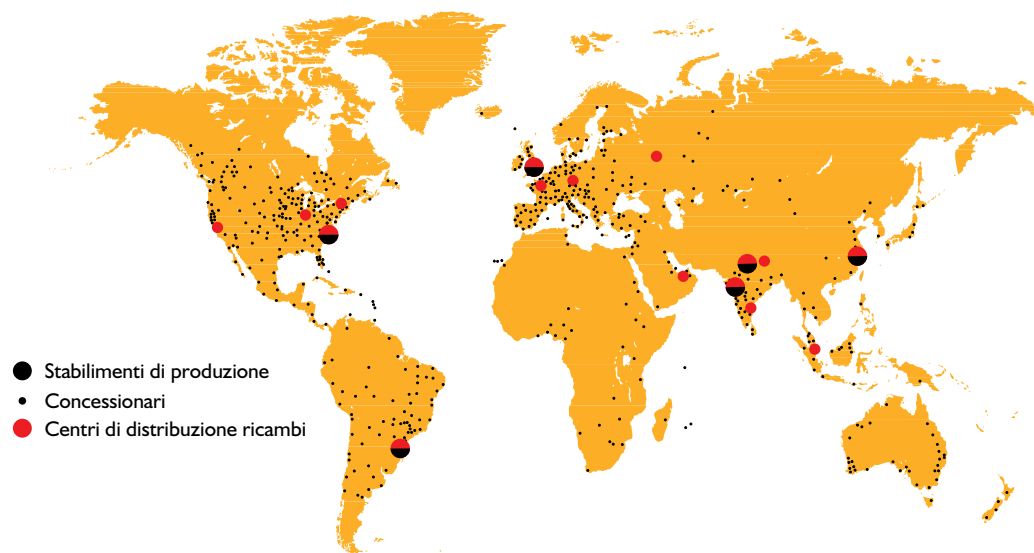 Stabilimenti di produzione
Concessionari
Centri di distribuzione ricambi